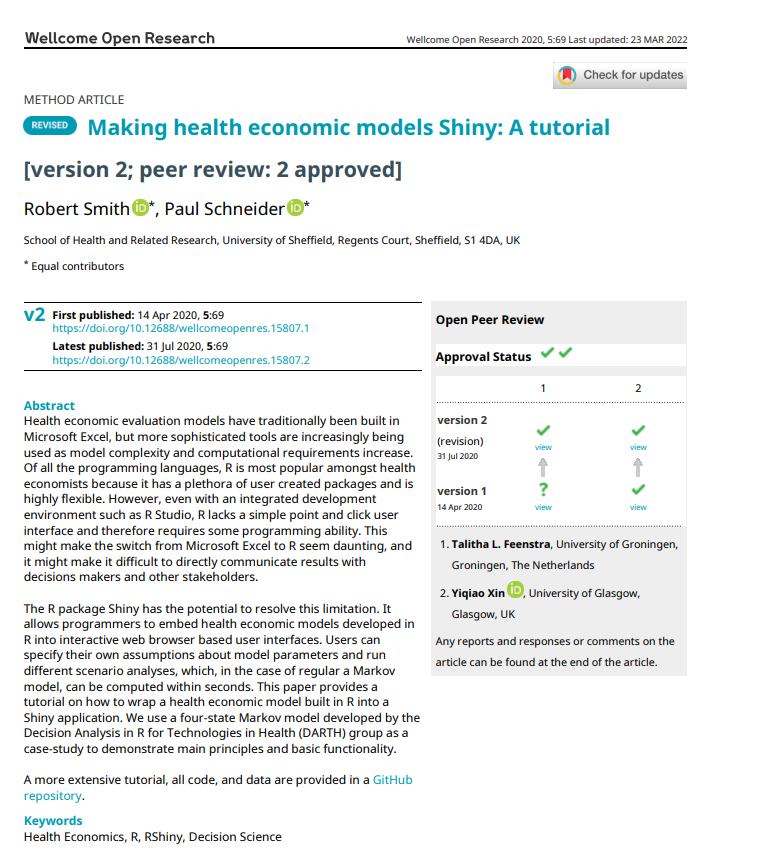 Wellcome Open Research
Wellcome Open Research 2020, 5:69 Last updated: 23 MAR 2022
Check for updates
METHOD ARTICLE
REVISED Making health economic models Shiny: A tutorial
[version 2; peer review: 2 approved]
Robert Smith iD*, Paul Schneider iD*
School of Health and Related Research, University of Sheffield, Regents Court, Sheffield, S1 4DA, UK
* Equal contributors
v2 First published: 14 Apr 2020, 5:69
https://doi.org/10.12688/wellcomeopenres.15807.1
Latest published: 31 Jul 2020, 5:69
https://doi.org/10.12688/wellcomeopenres.15807.2
Abstract
Health economic evaluation models have traditionally been built in
Microsoft Excel, but more sophisticated tools are increasingly being
used as model complexity and computational requirements increase.
Of all the programming languages, R is most popular amongst health
economists because it has a plethora of user created packages and is
highly flexible. However, even with an integrated development
environment such as R Studio, R lacks a simple point and click user
interface and therefore requires some programming ability. This
might make the switch from Microsoft Excel to R seem daunting, and
it might make it difficult to directly communicate results with
decisions makers and other stakeholders.
The R package Shiny has the potential to resolve this limitation. It
allows programmers to embed health economic models developed in
R into interactive web browser based user interfaces. Users can
specify their own assumptions about model parameters and run
different scenario analyses, which, in the case of regular a Markov
model, can be computed within seconds. This paper provides a
tutorial on how to wrap a health economic model built in R into a
Shiny application. We use a four-state Markov model developed by the
Decision Analysis in R for Technologies in Health (DARTH) group as a
case-study to demonstrate main principles and basic functionality.
A more extensive tutorial, all code, and data are provided in a GitHub
repository.
Keywords
Health Economics, R, RShiny, Decision Science
Open Peer Review
Approval Status
1 2
version 2
(revision)
31 Jul 2020
view view
version 1
14 Apr 2020
?
view view
1. Talitha L. Feenstra, University of Groningen,
Groningen, The Netherlands
2. Yiqiao Xin iD, University of Glasgow,
Glasgow, UK
Any reports and responses or comments on the
article can be found at the end of the article.